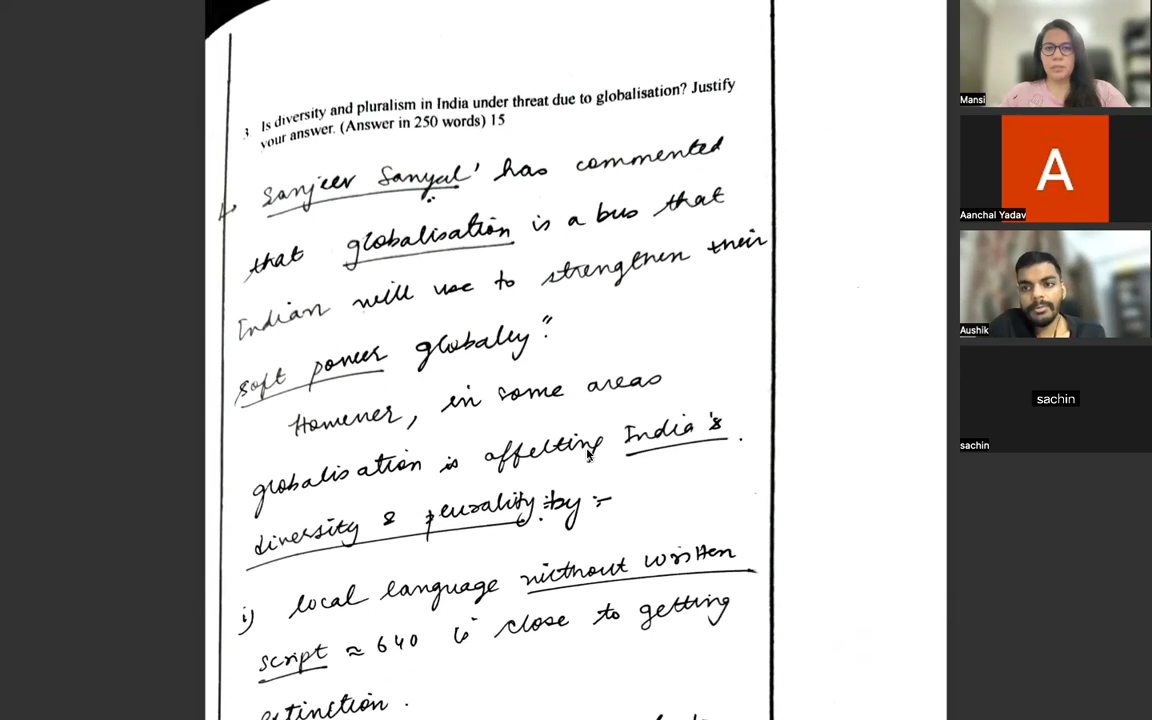 3 Is diversity and pluralism in India under threat due to globalisation? Justify
your answer. (Answer in 250 words) 15
Sanjeev Sanyal' has commented
that globalisation is a bus that
Indian will use to strengthen their
soft power globaley"
However, in some areas
globalisation is affelting India's.
diversity & plurality by :-
i) local language without written
script ≈ 640 is close to getting
extinction.
Mansi
A
Aanchal Yadav
Aushik
sachin
sachin